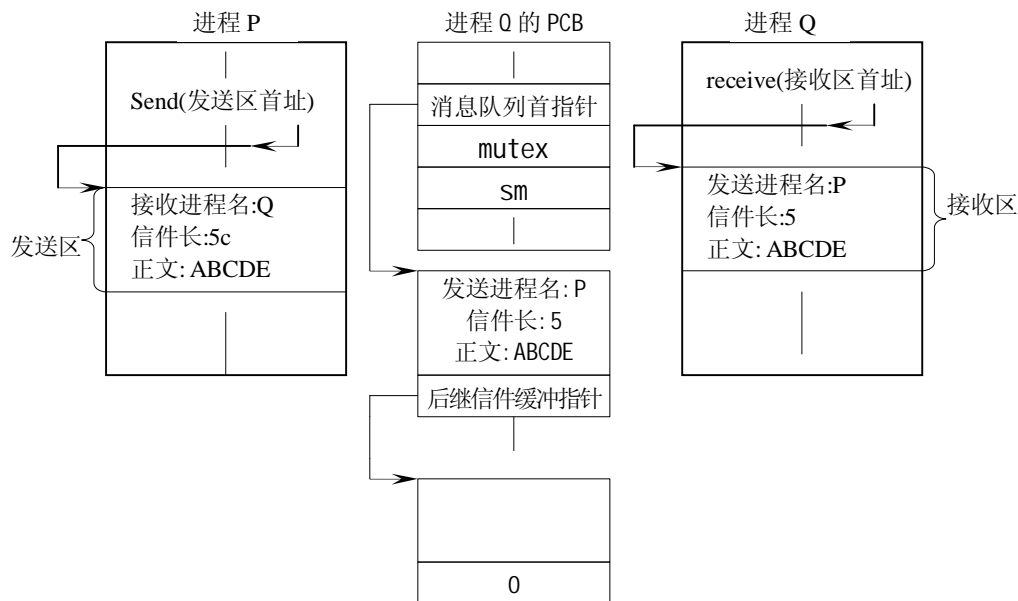 进程 P
Send(发送区首址)
接收进程名:Q
信件长:5c
正文: ABCDE
发送区
进程 Q 的 PCB
消息队列首指针
mutex
sm
发送进程名: P
信件长: 5
正文: ABCDE
后继信件缓冲指针
0
进程 Q
receive(接收区首址)
发送进程名:P
信件长:5
正文: ABCDE
接收区